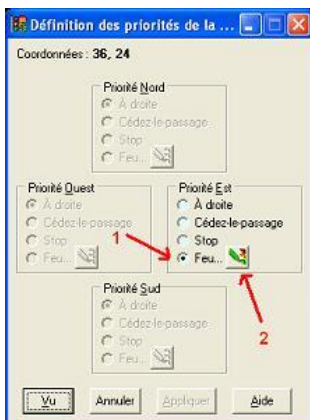 Définition des priorités de la ...
Coordonnées : 36, 24
Priorité Nord
À droite
Cédez-le-passage
Stop
Feu...
Priorité Ouest
À droite
Cédez-le-passage
Stop
Feu...
1
Priorité Est
À droite
Cédez-le-passage
Stop
Feu...
2
Priorité Sud
À droite
Cédez-le-passage
Stop
Feu...
Vu
Annuler
Appliquer
Aide